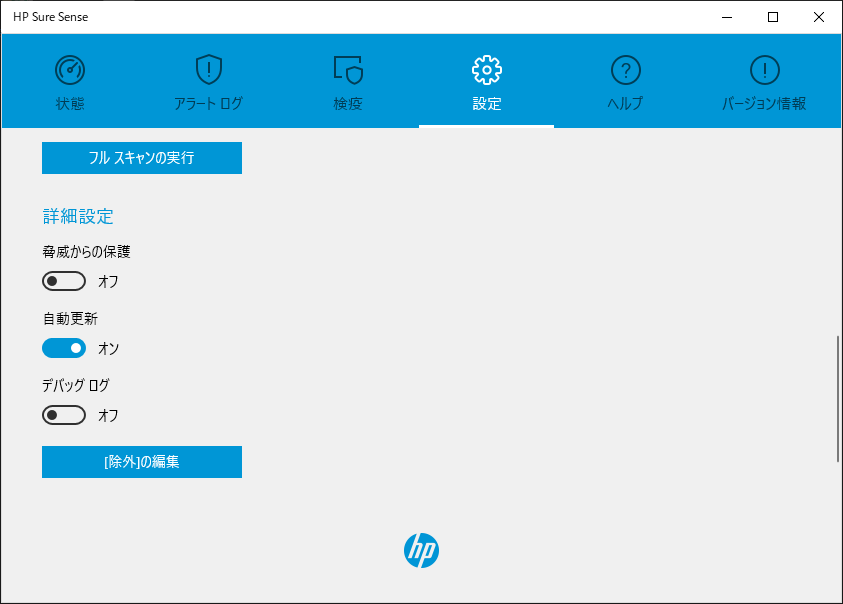 HP Sure Sense
状態
アラート ログ
検疫
設定
ヘルプ
バージョン情報
フル スキャンの実行
詳細設定
脅威からの保護
オフ
自動更新
オン
デバッグ ログ
オフ
[除外]の編集
hp